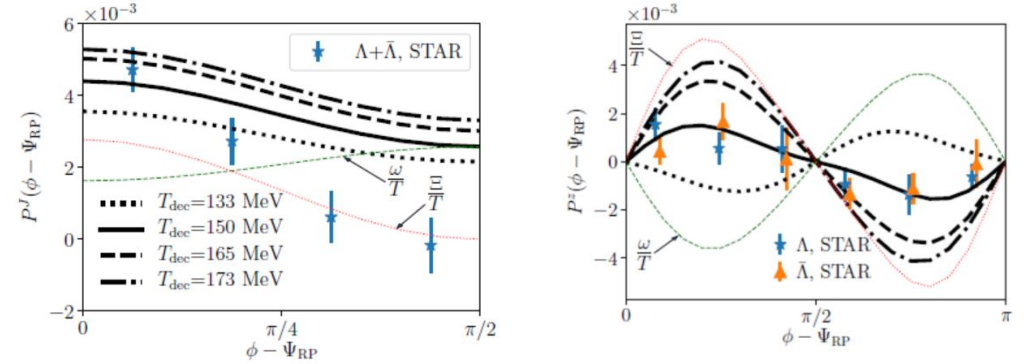 ×10⁻³
6
4
2
0
−2
Pᴶ(ϕ − Ψ_RP)
Λ+Λ̄, STAR
ω/T
Ξ/T
T_dec=133 MeV
T_dec=150 MeV
T_dec=165 MeV
T_dec=173 MeV
0
π/4
π/2
ϕ − Ψ_RP
×10⁻³
4
2
0
−2
−4
Pᶻ(ϕ − Ψ_RP)
Ξ/T
ω/T
Λ, STAR
Λ̄, STAR
0
π/2
π
ϕ − Ψ_RP